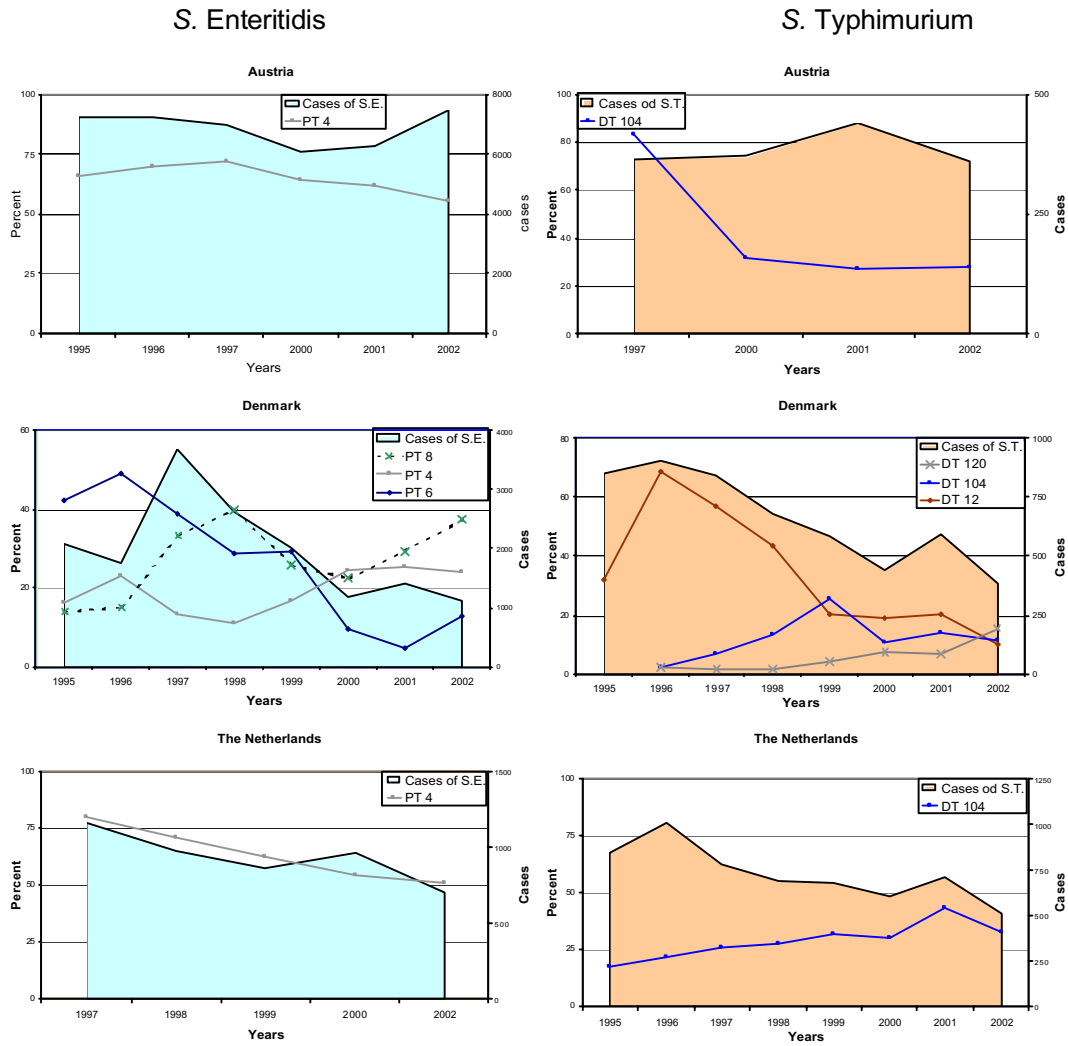 S. Enteritidis
S. Typhimurium
Austria
Cases of S.E.
PT 4
100
75
50
25
0
Percent
8000
6000
4000
2000
0
cases
1995 1996 1997 2000 2001 2002
Years
Austria
Cases od S.T.
DT 104
100
80
60
40
20
0
Percent
500
250
0
Cases
1997 2000 2001 2002
Years
Denmark
Cases of S.E.
PT 8
PT 4
PT 6
60
40
20
0
Percent
4000
3000
2000
1000
0
Cases
1995 1996 1997 1998 1999 2000 2001 2002
Years
Denmark
Cases of S.T.
DT 120
DT 104
DT 12
80
60
40
20
0
Percent
1000
750
500
250
0
Cases
1995 1996 1997 1998 1999 2000 2001 2002
Years
The Netherlands
Cases of S.E.
PT 4
100
75
50
25
0
Percent
1500
1000
500
0
Cases
1997 1998 1999 2000 2002
Years
The Netherlands
Cases od S.T.
DT 104
100
75
50
25
0
Percent
1250
1000
750
500
250
0
Cases
1995 1996 1997 1998 1999 2000 2001 2002
Years